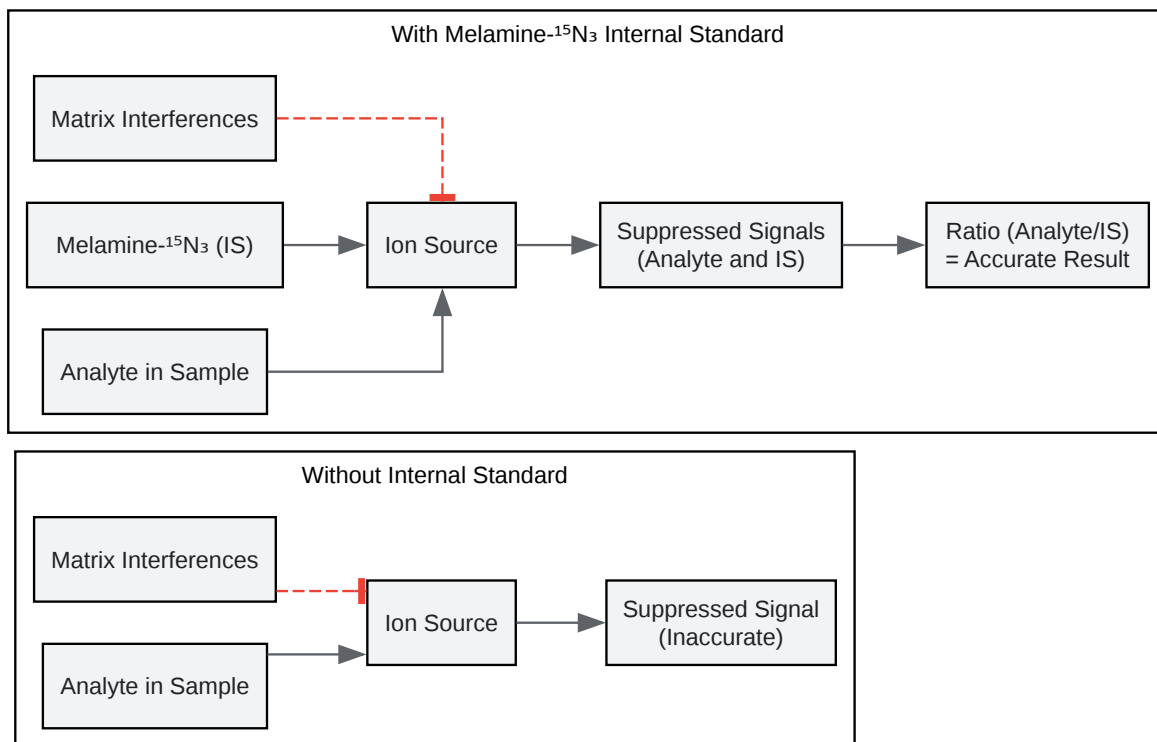 With Melamine-¹⁵N₃ Internal Standard
Matrix Interferences
Melamine-¹⁵N₃ (IS)
Ion Source
Suppressed Signals
(Analyte and IS)
Ratio (Analyte/IS)
= Accurate Result
Analyte in Sample
Without Internal Standard
Matrix Interferences
Ion Source
Suppressed Signal
(Inaccurate)
Analyte in Sample